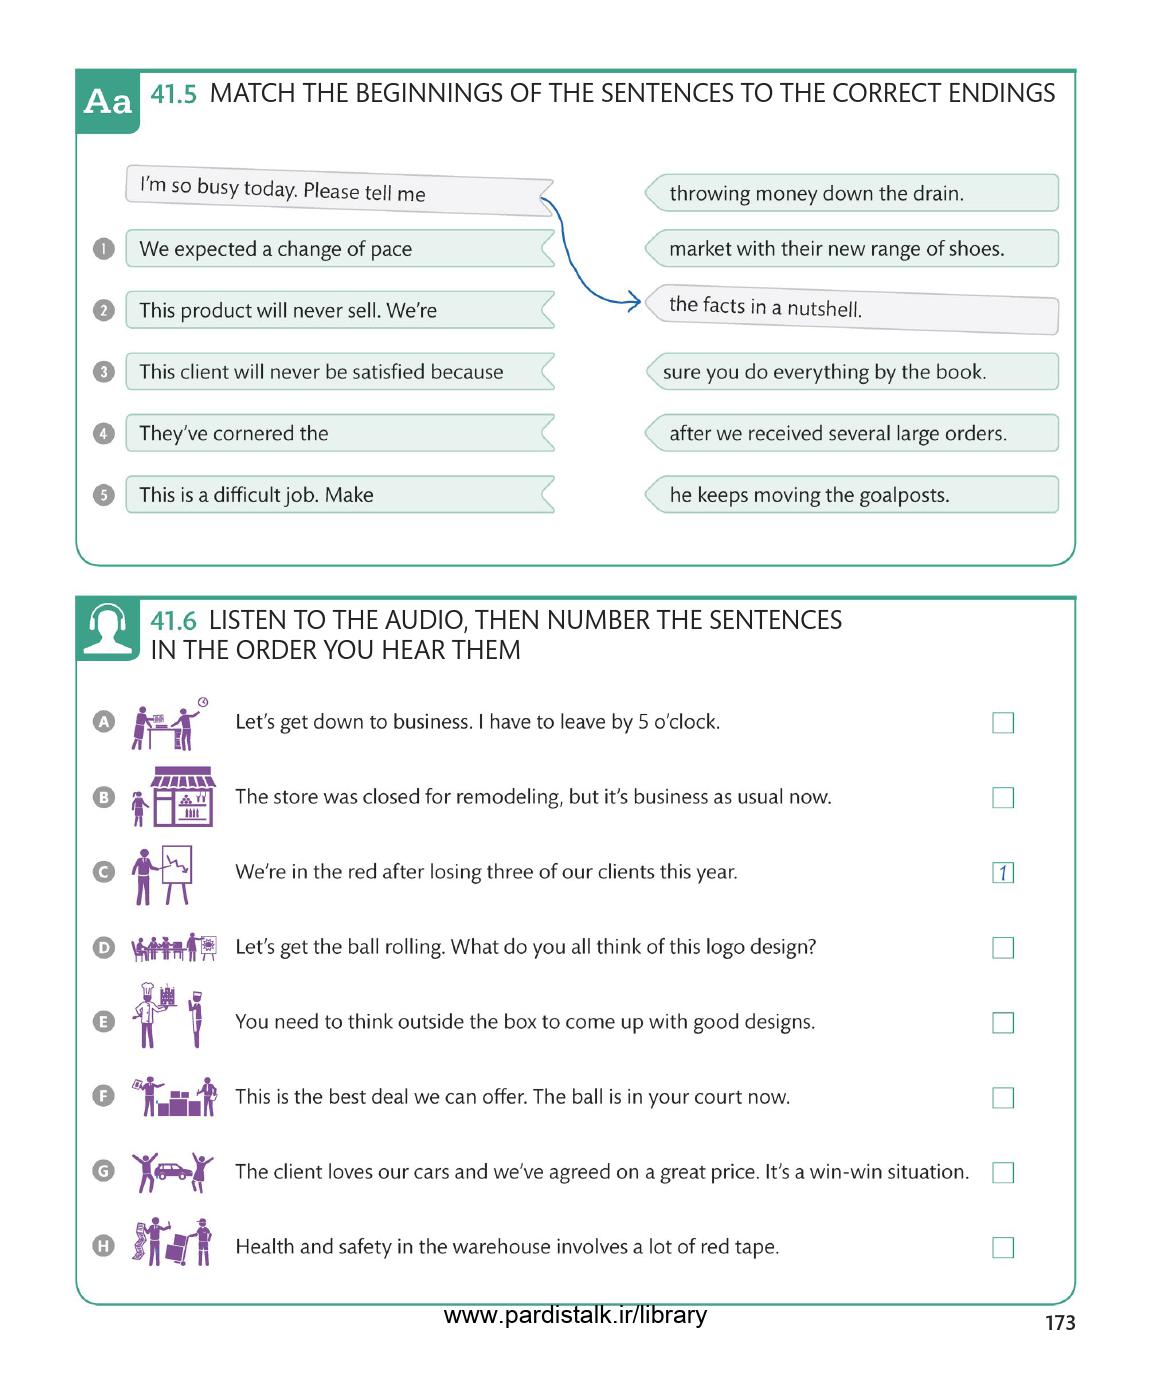 Aa 41.5 MATCH THE BEGINNINGS OF THE SENTENCES TO THE CORRECT ENDINGS
I'm so busy today. Please tell me
throwing money down the drain.
1 We expected a change of pace
market with their new range of shoes.
2 This product will never sell. We're
the facts in a nutshell.
3 This client will never be satisfied because
sure you do everything by the book.
4 They've cornered the
after we received several large orders.
5 This is a difficult job. Make
he keeps moving the goalposts.
41.6 LISTEN TO THE AUDIO, THEN NUMBER THE SENTENCES
IN THE ORDER YOU HEAR THEM
A Let's get down to business. I have to leave by 5 o'clock.
B The store was closed for remodeling, but it's business as usual now.
C We're in the red after losing three of our clients this year. 1
D Let's get the ball rolling. What do you all think of this logo design?
E You need to think outside the box to come up with good designs.
F This is the best deal we can offer. The ball is in your court now.
G The client loves our cars and we've agreed on a great price. It's a win-win situation.
H Health and safety in the warehouse involves a lot of red tape.
www.pardistalk.ir/library
173